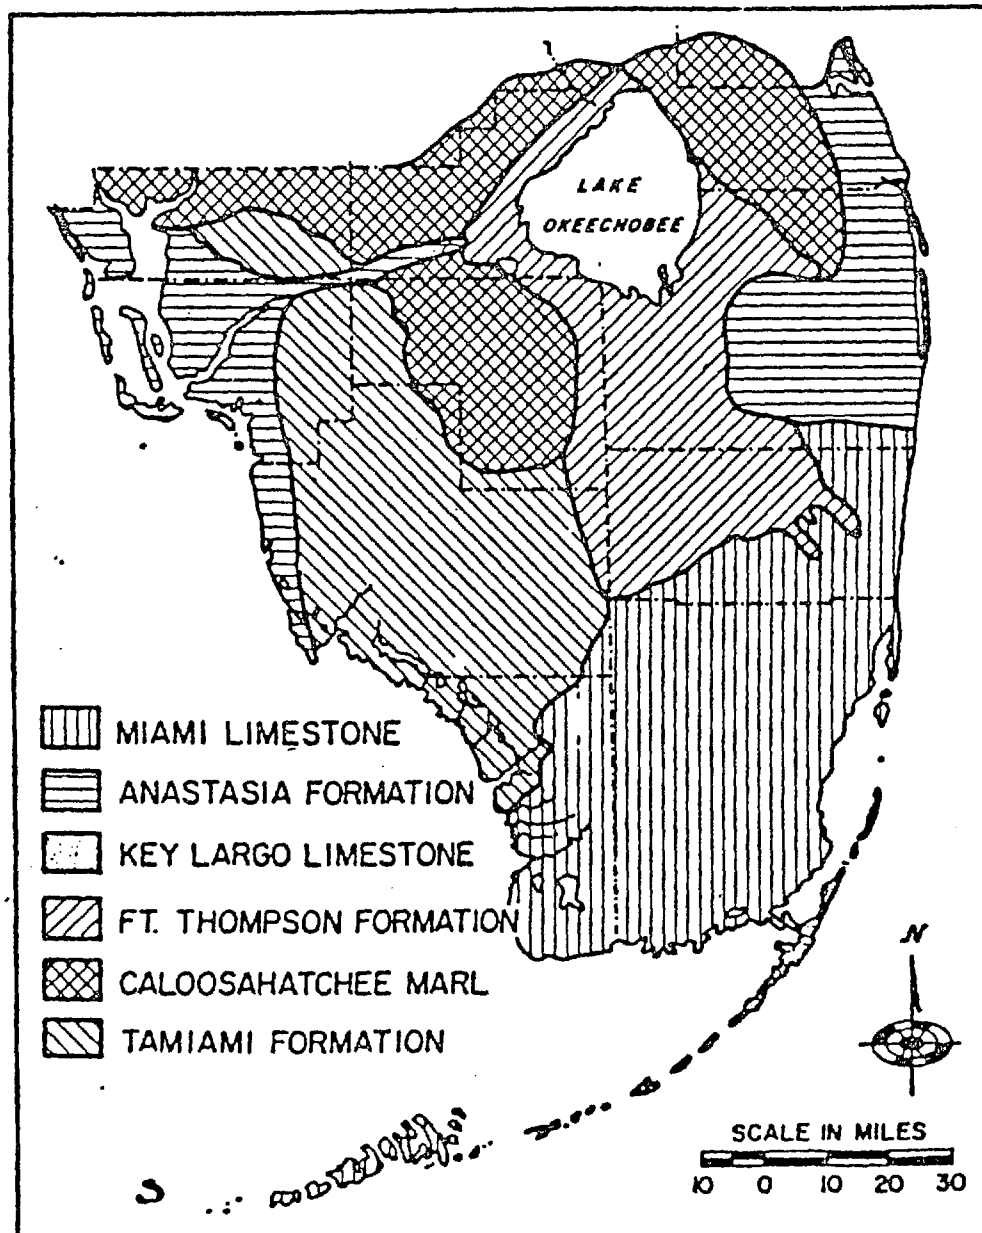 LAKE
OKEECHOBEE
MIAMI LIMESTONE
ANASTASIA FORMATION
KEY LARGO LIMESTONE
FT. THOMPSON FORMATION
CALOOSAHATCHEE MARL
TAMIAMI FORMATION
N
SCALE IN MILES
10 0 10 20 30
S